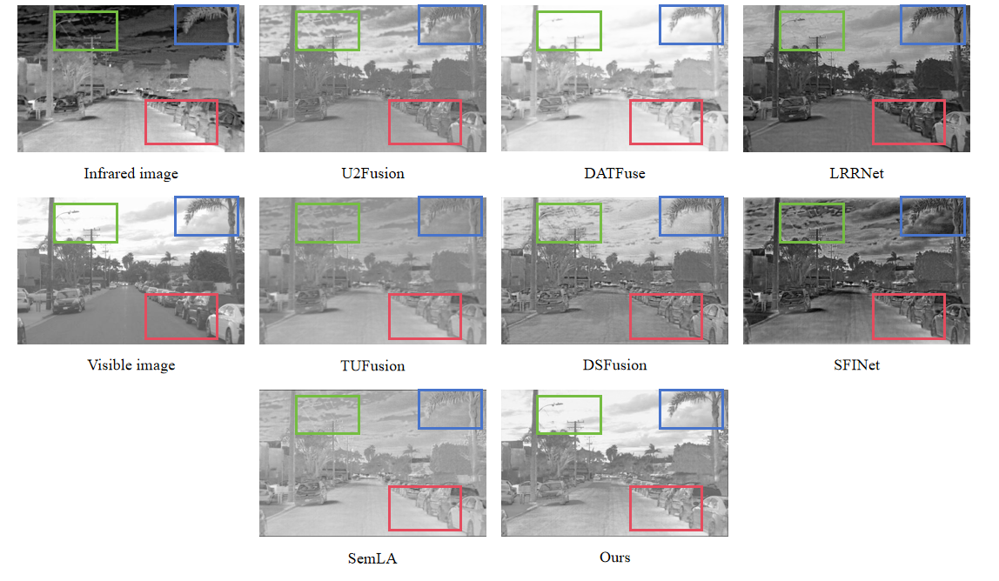 Infrared image
U2Fusion
DATFuse
LRRNet
Visible image
TUFusion
DSFusion
SFINet
SemLA
Ours